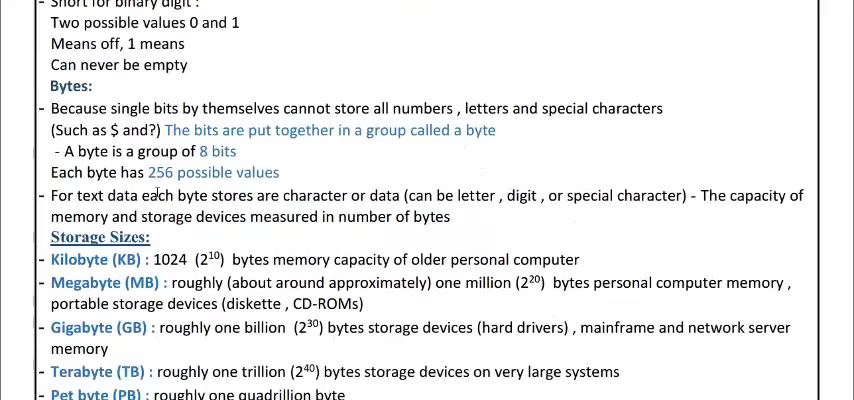 - Short for binary digit :
Two possible values 0 and 1
Means off, 1 means
Can never be empty
Bytes:
- Because single bits by themselves cannot store all numbers , letters and special characters
(Such as $ and?) The bits are put together in a group called a byte
- A byte is a group of 8 bits
Each byte has 256 possible values
- For text data each byte stores are character or data (can be letter , digit , or special character) - The capacity of
memory and storage devices measured in number of bytes
Storage Sizes:
- Kilobyte (KB) : 1024 (2¹⁰) bytes memory capacity of older personal computer
- Megabyte (MB) : roughly (about around approximately) one million (2²⁰) bytes personal computer memory ,
portable storage devices (diskette , CD-ROMs)
- Gigabyte (GB) : roughly one billion (2³⁰) bytes storage devices (hard drivers) , mainframe and network server
memory
- Terabyte (TB) : roughly one trillion (2⁴⁰) bytes storage devices on very large systems
- Pet byte (PB) : roughly one quadrillion byte